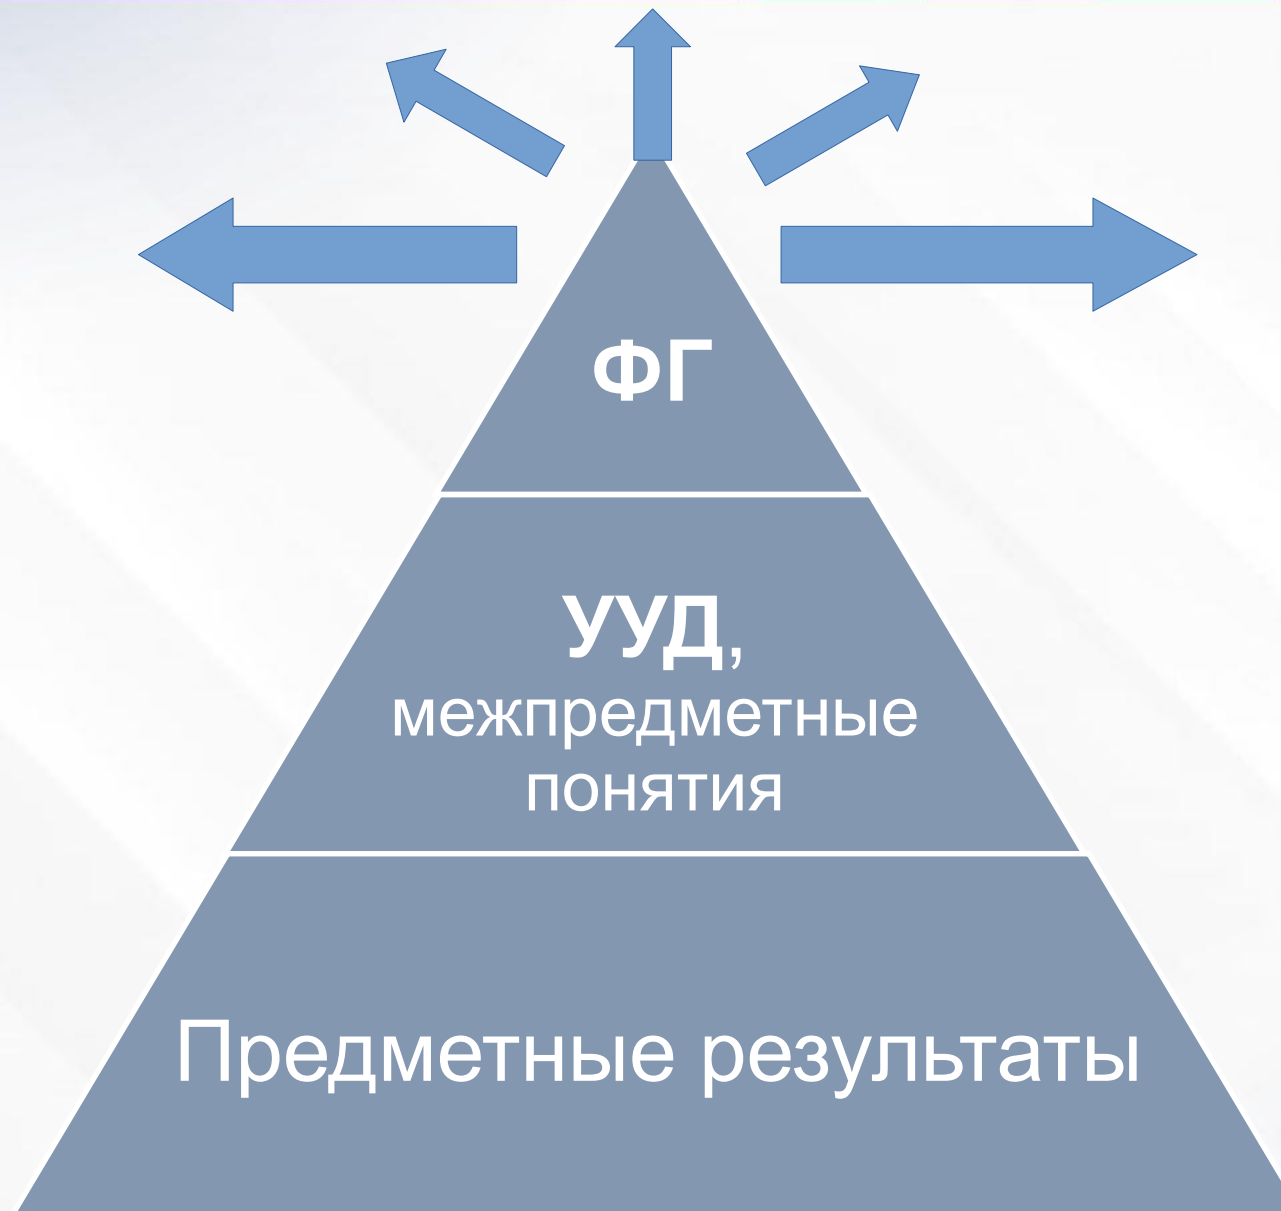 ФГ
УУД,
межпредметные
понятия
Предметные результаты